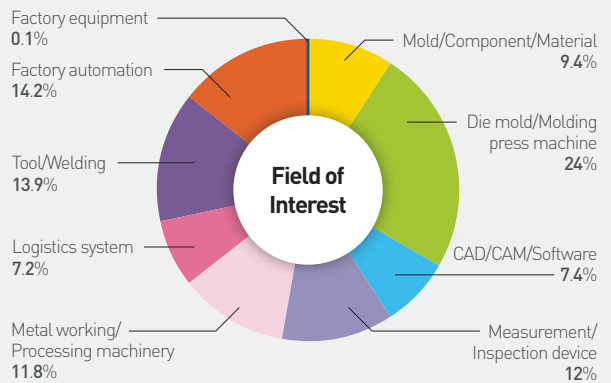 Factory equipment
0.1%
Factory automation
14.2%
Tool/Welding
13.9%
Logistics system
7.2%
Metal working/
Processing machinery
11.8%
Field of
Interest
Mold/Component/Material
9.4%
Die mold/Molding
press machine
24%
CAD/CAM/Software
7.4%
Measurement/
Inspection device
12%